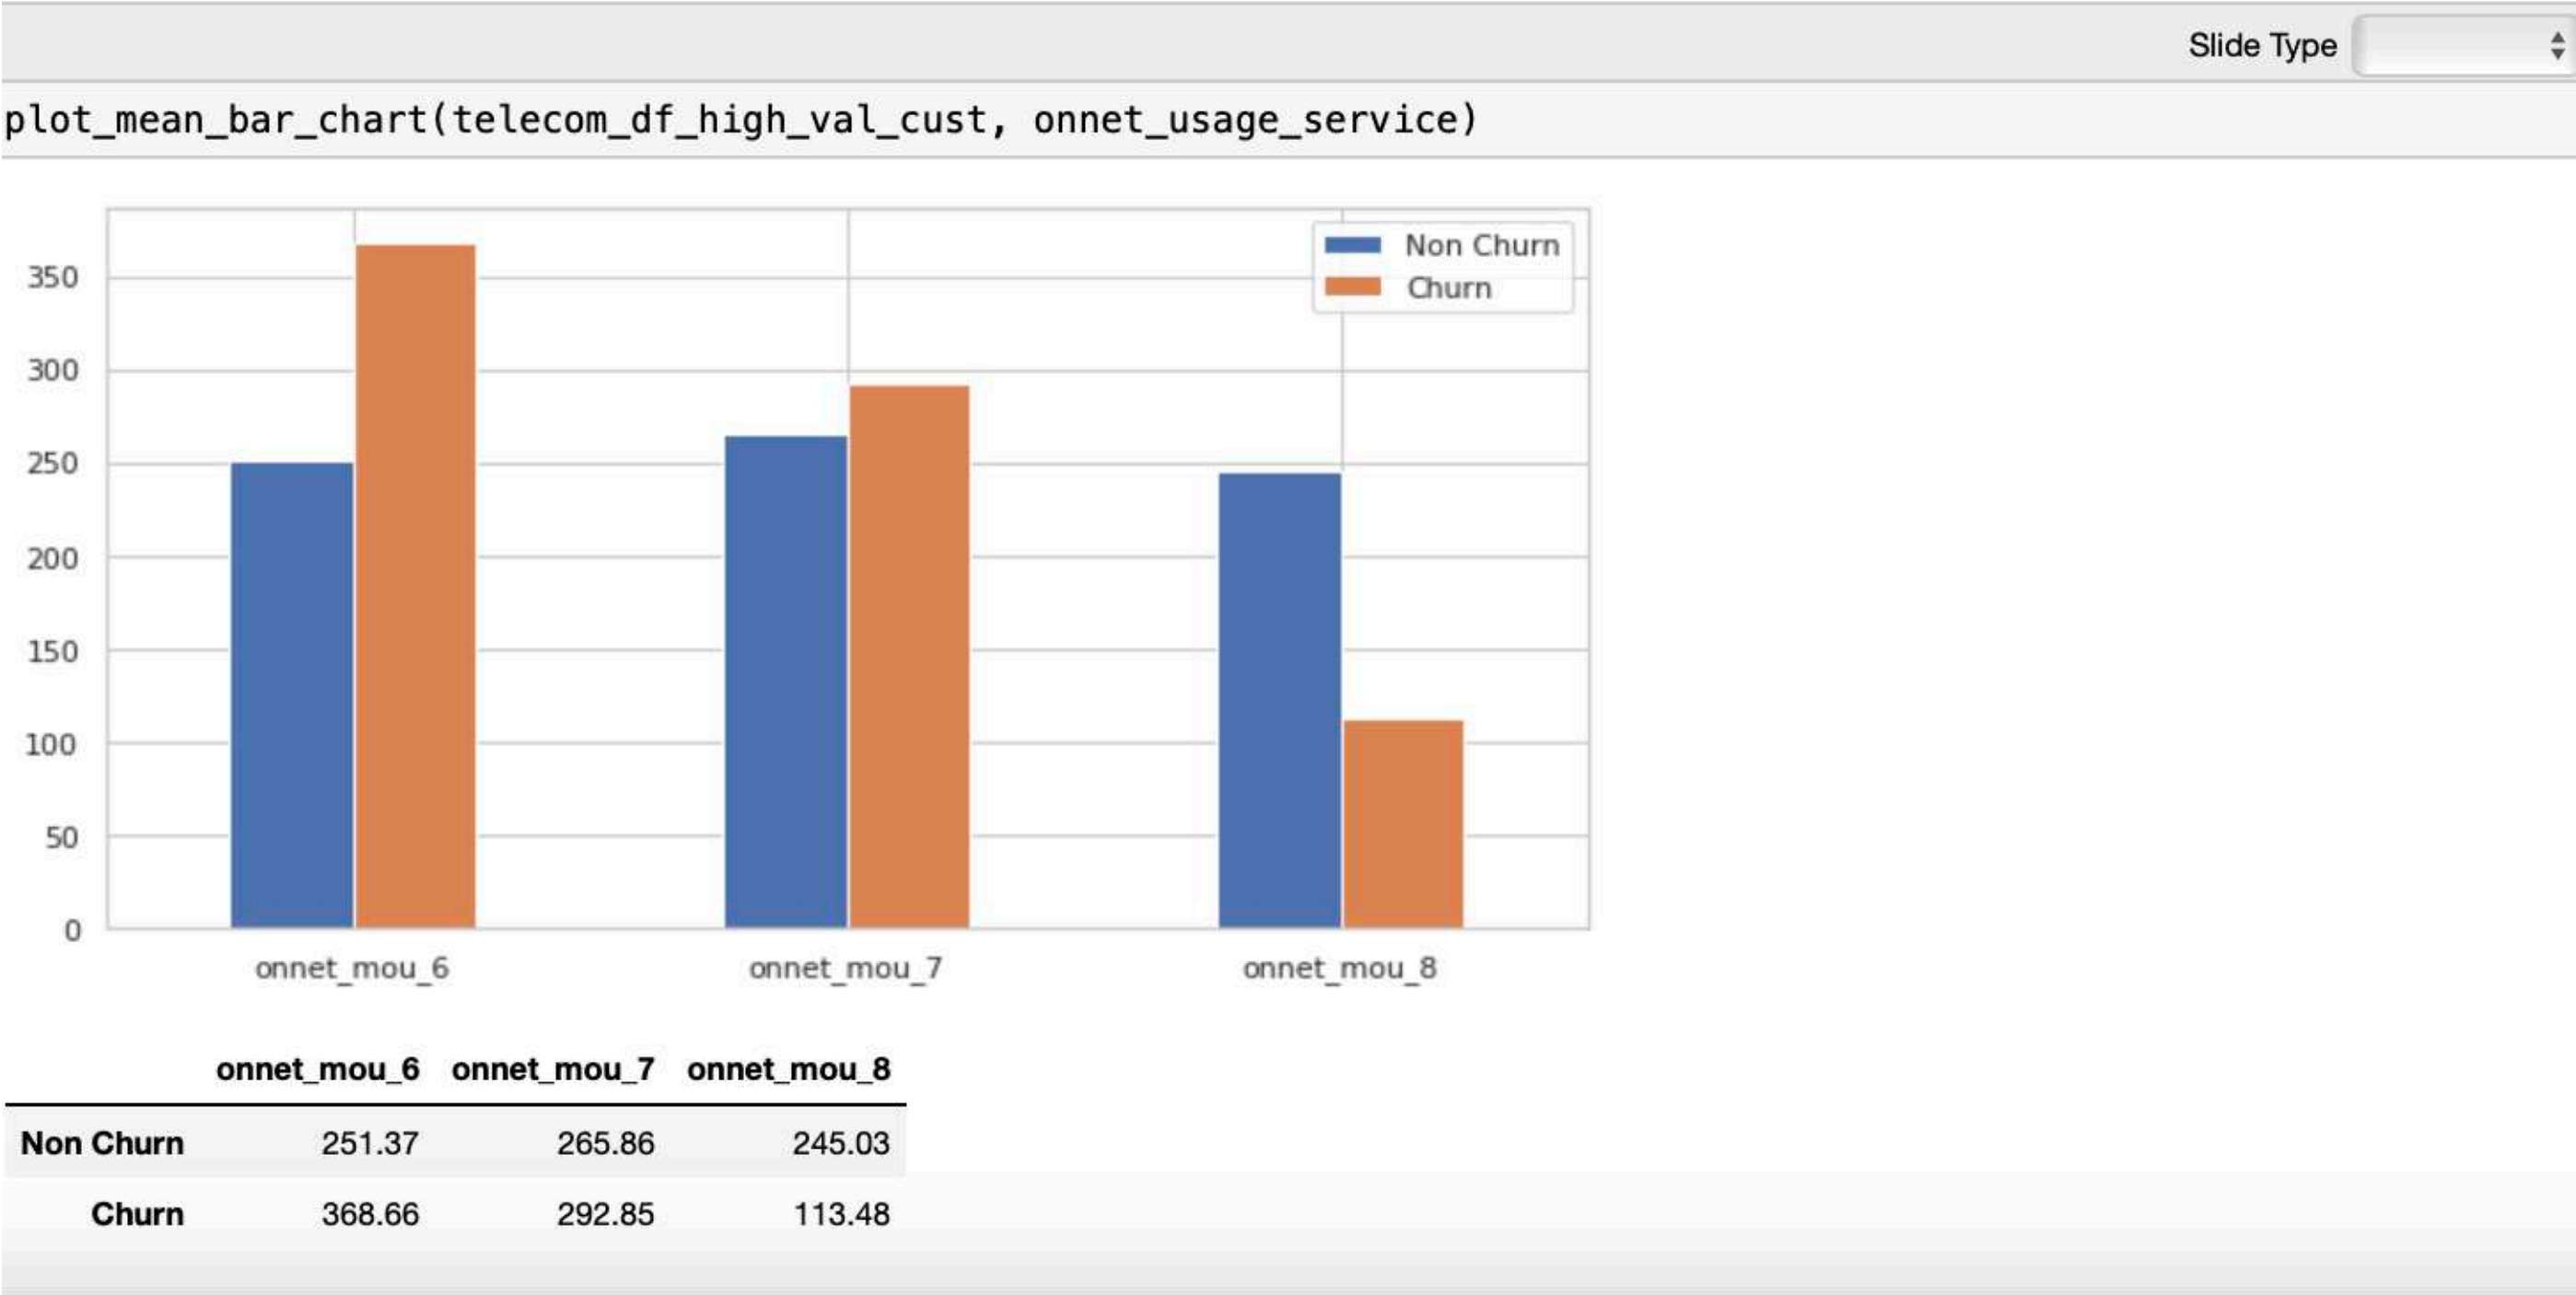 Slide Type
plot_mean_bar_chart(telecom_df_high_val_cust, onnet_usage_service)
Non Churn
Churn
350
300
250
200
150
100
50
0
onnet_mou_6 onnet_mou_7 onnet_mou_8
onnet_mou_6 onnet_mou_7 onnet_mou_8
Non Churn 251.37 265.86 245.03
Churn 368.66 292.85 113.48